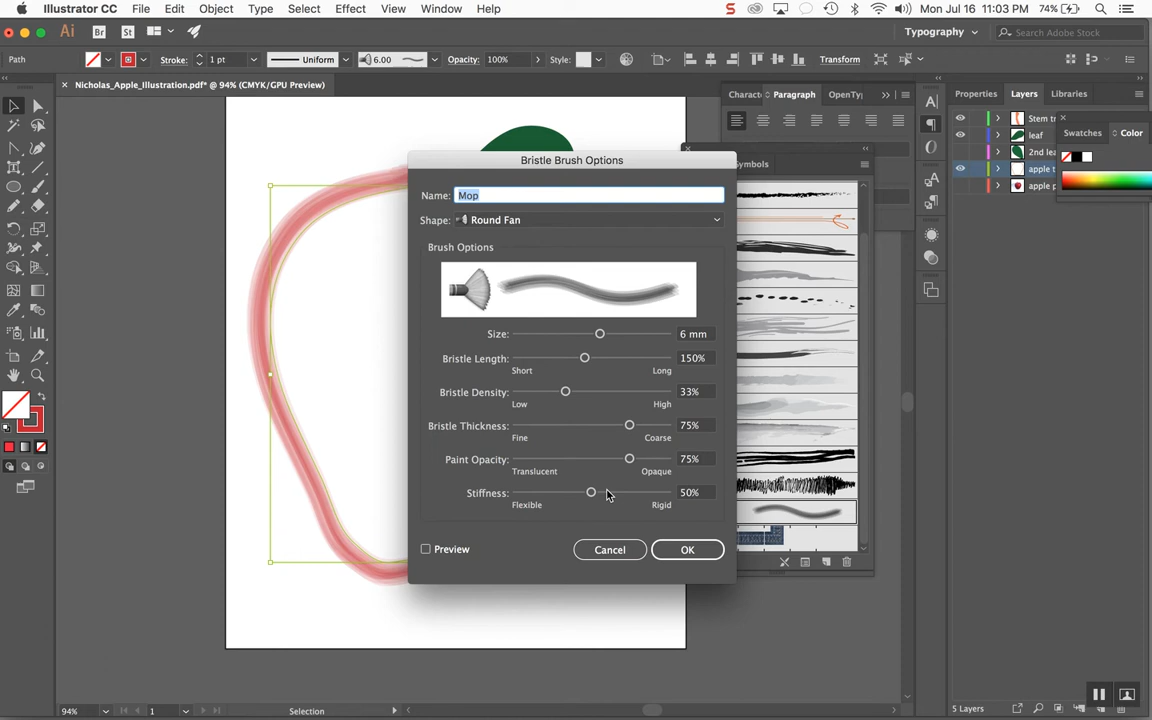 Illustrator CC File Edit Object Type Select Effect View Window Help Mon Jul 16 11:03 PM 74%
Ai Br St Typography Search Adobe Stock
Path Stroke: 1 pt Uniform 6.00 Opacity: 100% Style: Transform
Nicholas_Apple_Illustration.pdf* @ 94% (CMYK/GPU Preview)
Charact Paragraph OpenTy
Properties Layers Libraries
Stem tr
leaf
2nd lea
apple t
apple p
Swatches Color
Symbols
Bristle Brush Options
Name: Mop
Shape: Round Fan
Brush Options
Size: 6 mm
Bristle Length: 150%
Short Long
Bristle Density: 33%
Low High
Bristle Thickness: 75%
Fine Coarse
Paint Opacity: 75%
Translucent Opaque
Stiffness: 50%
Flexible Rigid
Preview Cancel OK
94% 1 Selection
5 Layers